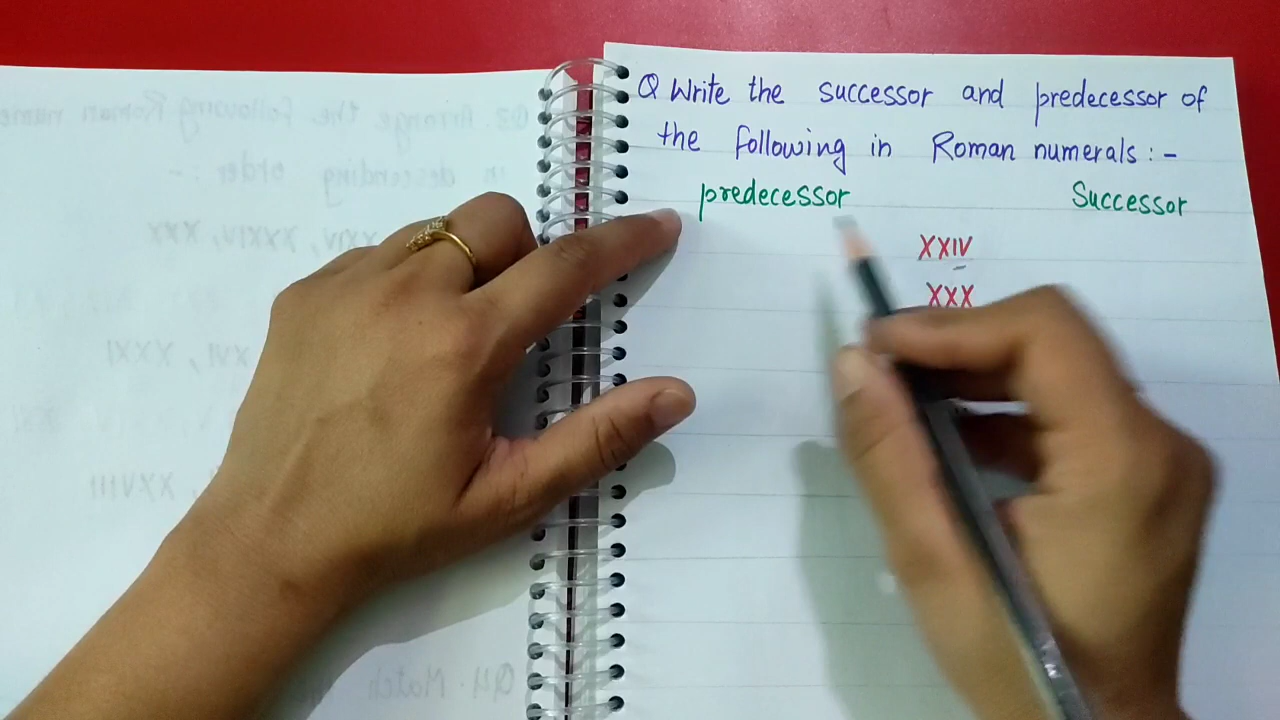 Q Write the successor and predecessor of
the following in Roman numerals :-
predecessor Successor
XXIV
XXX